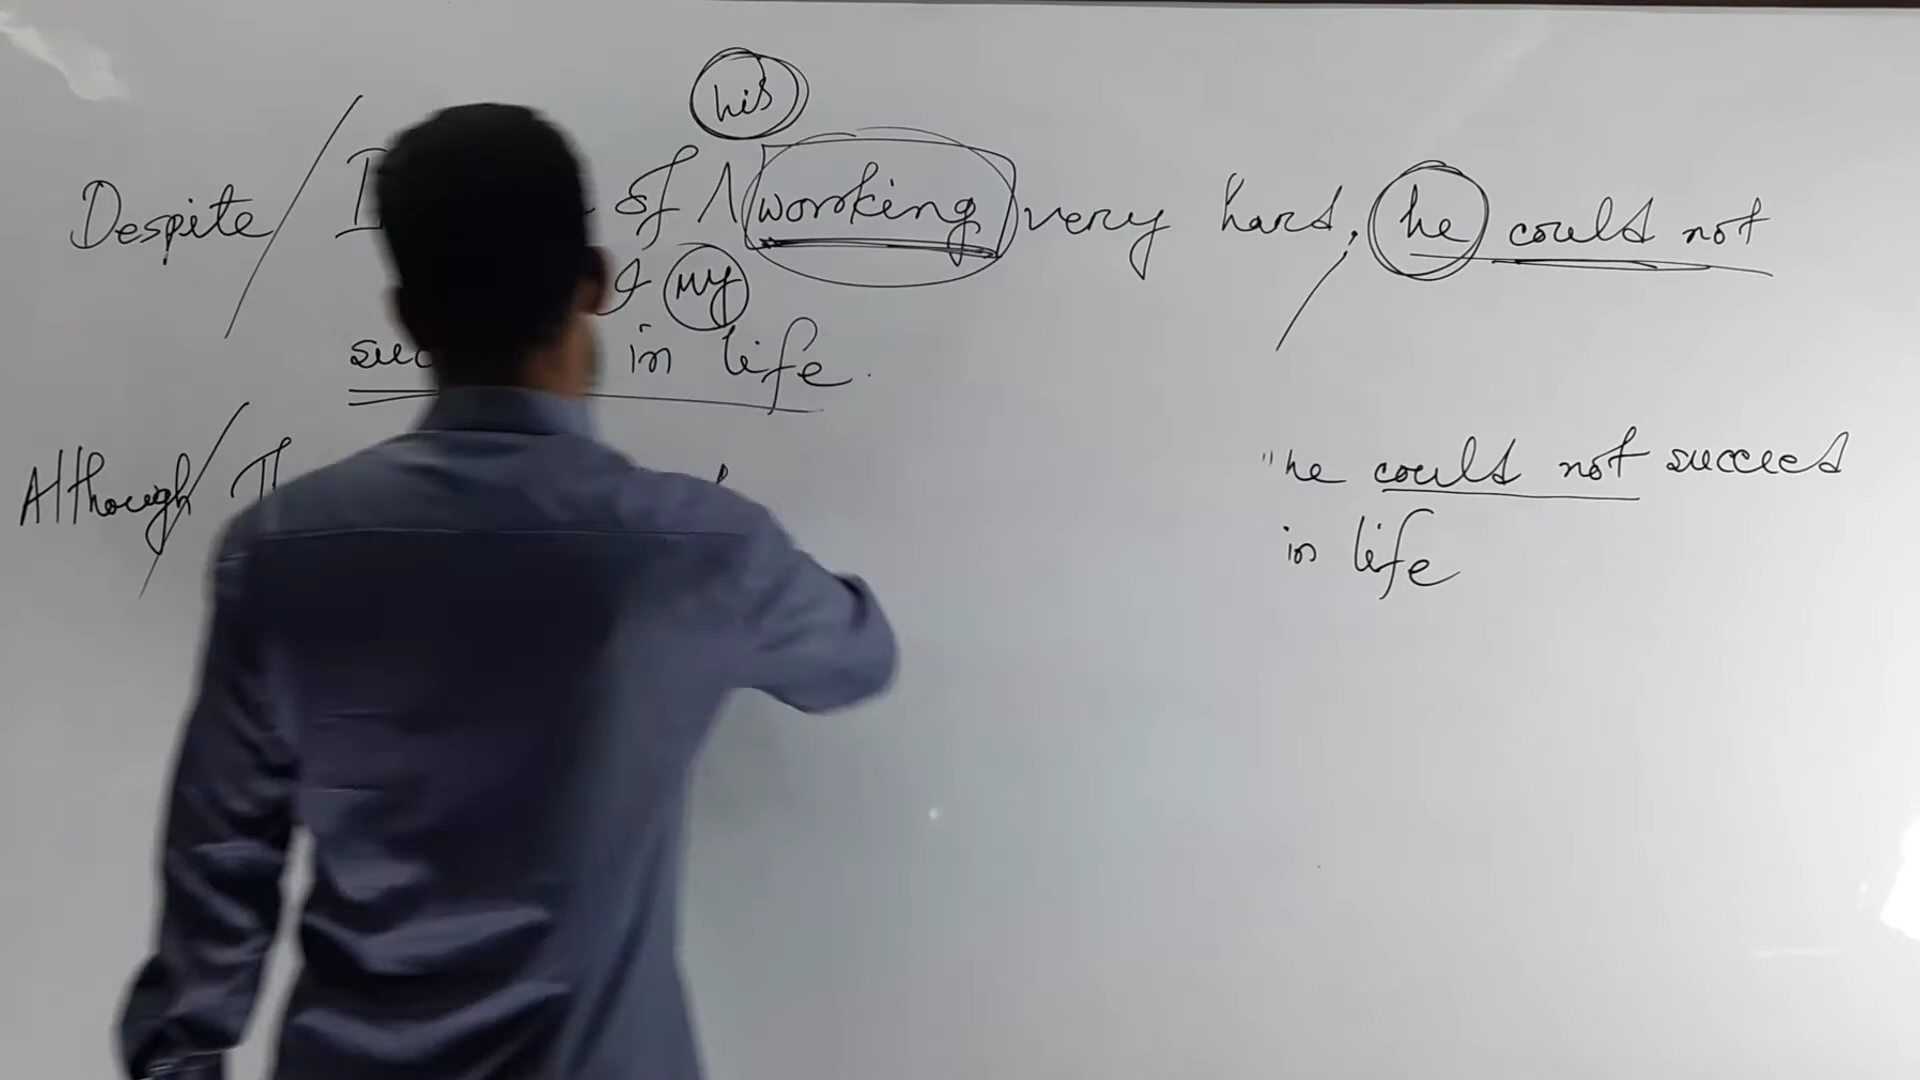 his
Despite / of ∧ working very hard, he could not
I my
in life.
Although /
"he could not succeed
in life